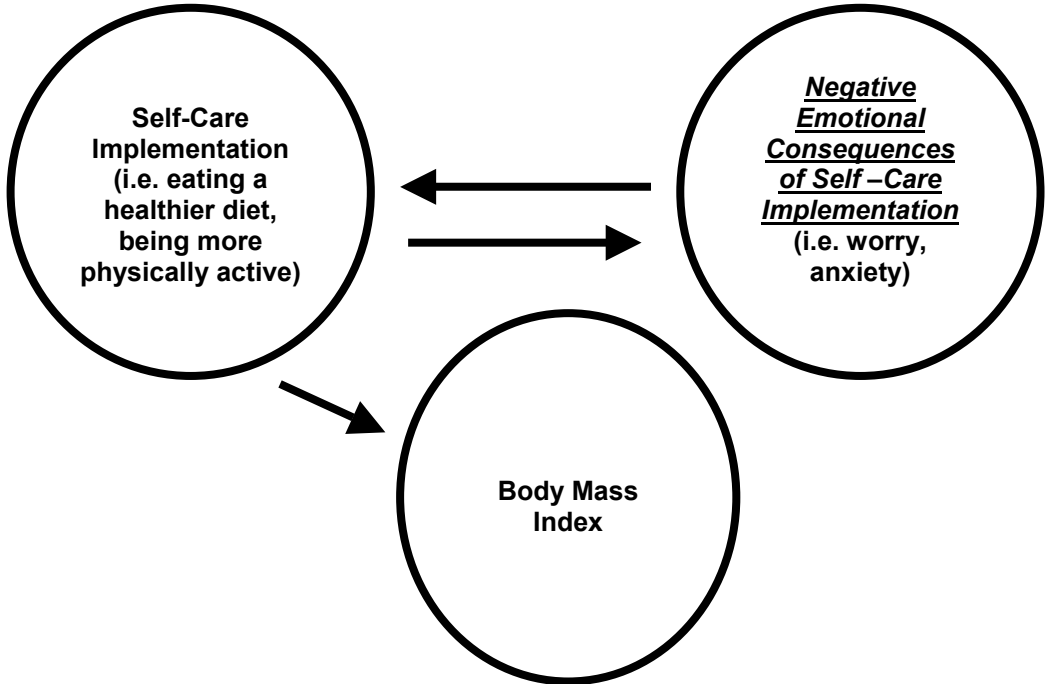 Self-Care
Implementation
(i.e. eating a
healthier diet,
being more
physically active)
Negative
Emotional
Consequences
of Self –Care
Implementation
(i.e. worry,
anxiety)
Body Mass
Index